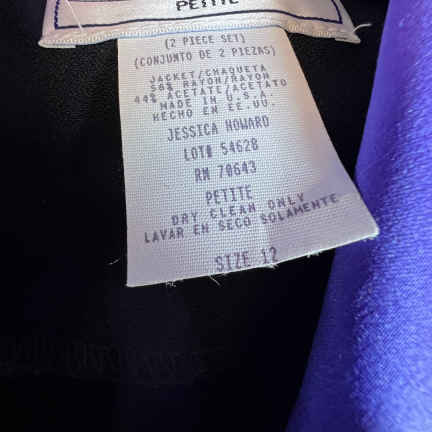 PETITE
(2 PIECE SET)
(CONJUNTO DE 2 PIEZAS)
JACKET/CHAQUETA
56% RAYON/RAYON
44% ACETATE/ACETATO
MADE IN U.S.A.
HECHO EN EE.UU.
JESSICA HOWARD
LOT# 54628
RN 70643
PETITE
DRY CLEAN ONLY
LAVAR EN SECO SOLAMENTE
SIZE 12